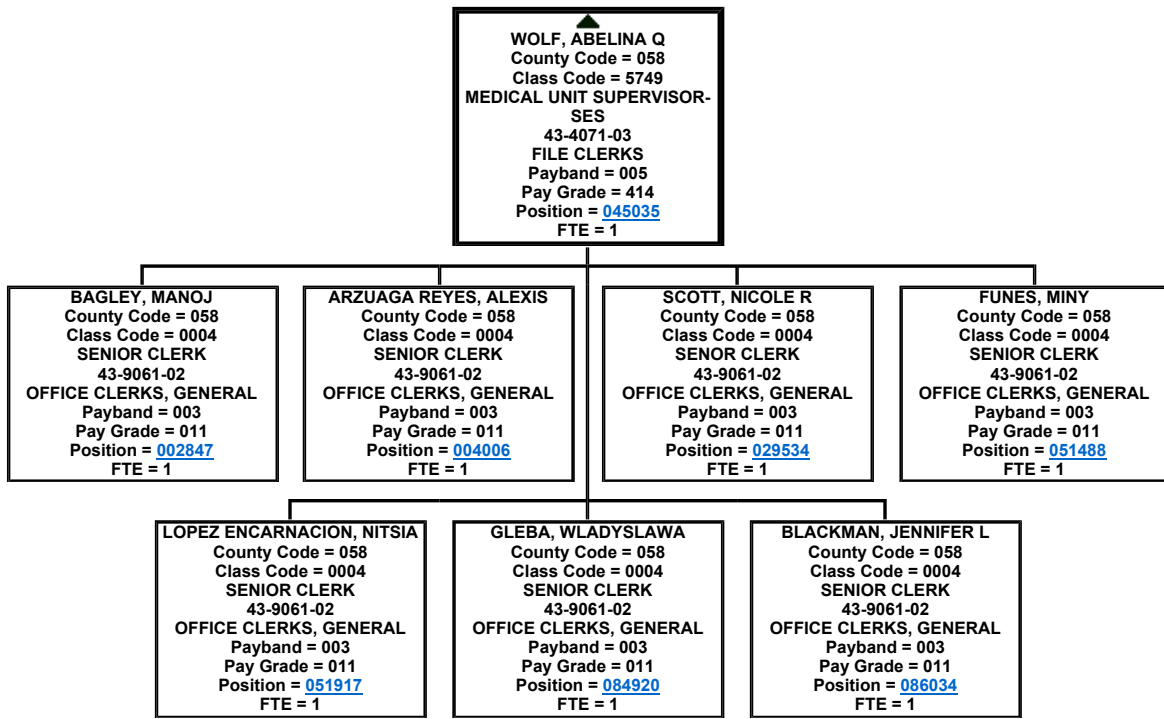 WOLF, ABELINA Q
County Code = 058
Class Code = 5749
MEDICAL UNIT SUPERVISOR-
SES
43-4071-03
FILE CLERKS
Payband = 005
Pay Grade = 414
Position = 045035
FTE = 1
BAGLEY, MANOJ
County Code = 058
Class Code = 0004
SENIOR CLERK
43-9061-02
OFFICE CLERKS, GENERAL
Payband = 003
Pay Grade = 011
Position = 002847
FTE = 1
ARZUAGA REYES, ALEXIS
County Code = 058
Class Code = 0004
SENIOR CLERK
43-9061-02
OFFICE CLERKS, GENERAL
Payband = 003
Pay Grade = 011
Position = 004006
FTE = 1
SCOTT, NICOLE R
County Code = 058
Class Code = 0004
SENOR CLERK
43-9061-02
OFFICE CLERKS, GENERAL
Payband = 003
Pay Grade = 011
Position = 029534
FTE = 1
FUNES, MINY
County Code = 058
Class Code = 0004
SENIOR CLERK
43-9061-02
OFFICE CLERKS, GENERAL
Payband = 003
Pay Grade = 011
Position = 051488
FTE = 1
LOPEZ ENCARNACION, NITSIA
County Code = 058
Class Code = 0004
SENIOR CLERK
43-9061-02
OFFICE CLERKS, GENERAL
Payband = 003
Pay Grade = 011
Position = 051917
FTE = 1
GLEBA, WLADYSLAWA
County Code = 058
Class Code = 0004
SENIOR CLERK
43-9061-02
OFFICE CLERKS, GENERAL
Payband = 003
Pay Grade = 011
Position = 084920
FTE = 1
BLACKMAN, JENNIFER L
County Code = 058
Class Code = 0004
SENIOR CLERK
43-9061-02
OFFICE CLERKS, GENERAL
Payband = 003
Pay Grade = 011
Position = 086034
FTE = 1